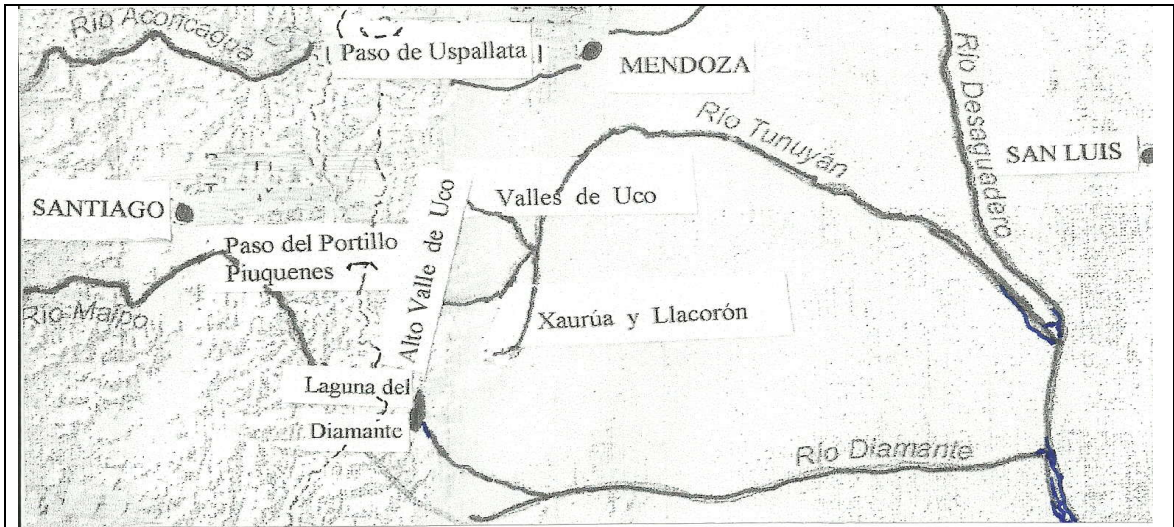 Río Aconcagua
Paso de Uspallata
MENDOZA
Río Desaguadero
Río Tunuyán
SAN LUIS
SANTIAGO
Alto Valle de Uco
Valles de Uco
Paso del Portillo
Piuquenes
Río Maipo
Xaurúa y Llacorón
Laguna del
Diamante
Río Diamante